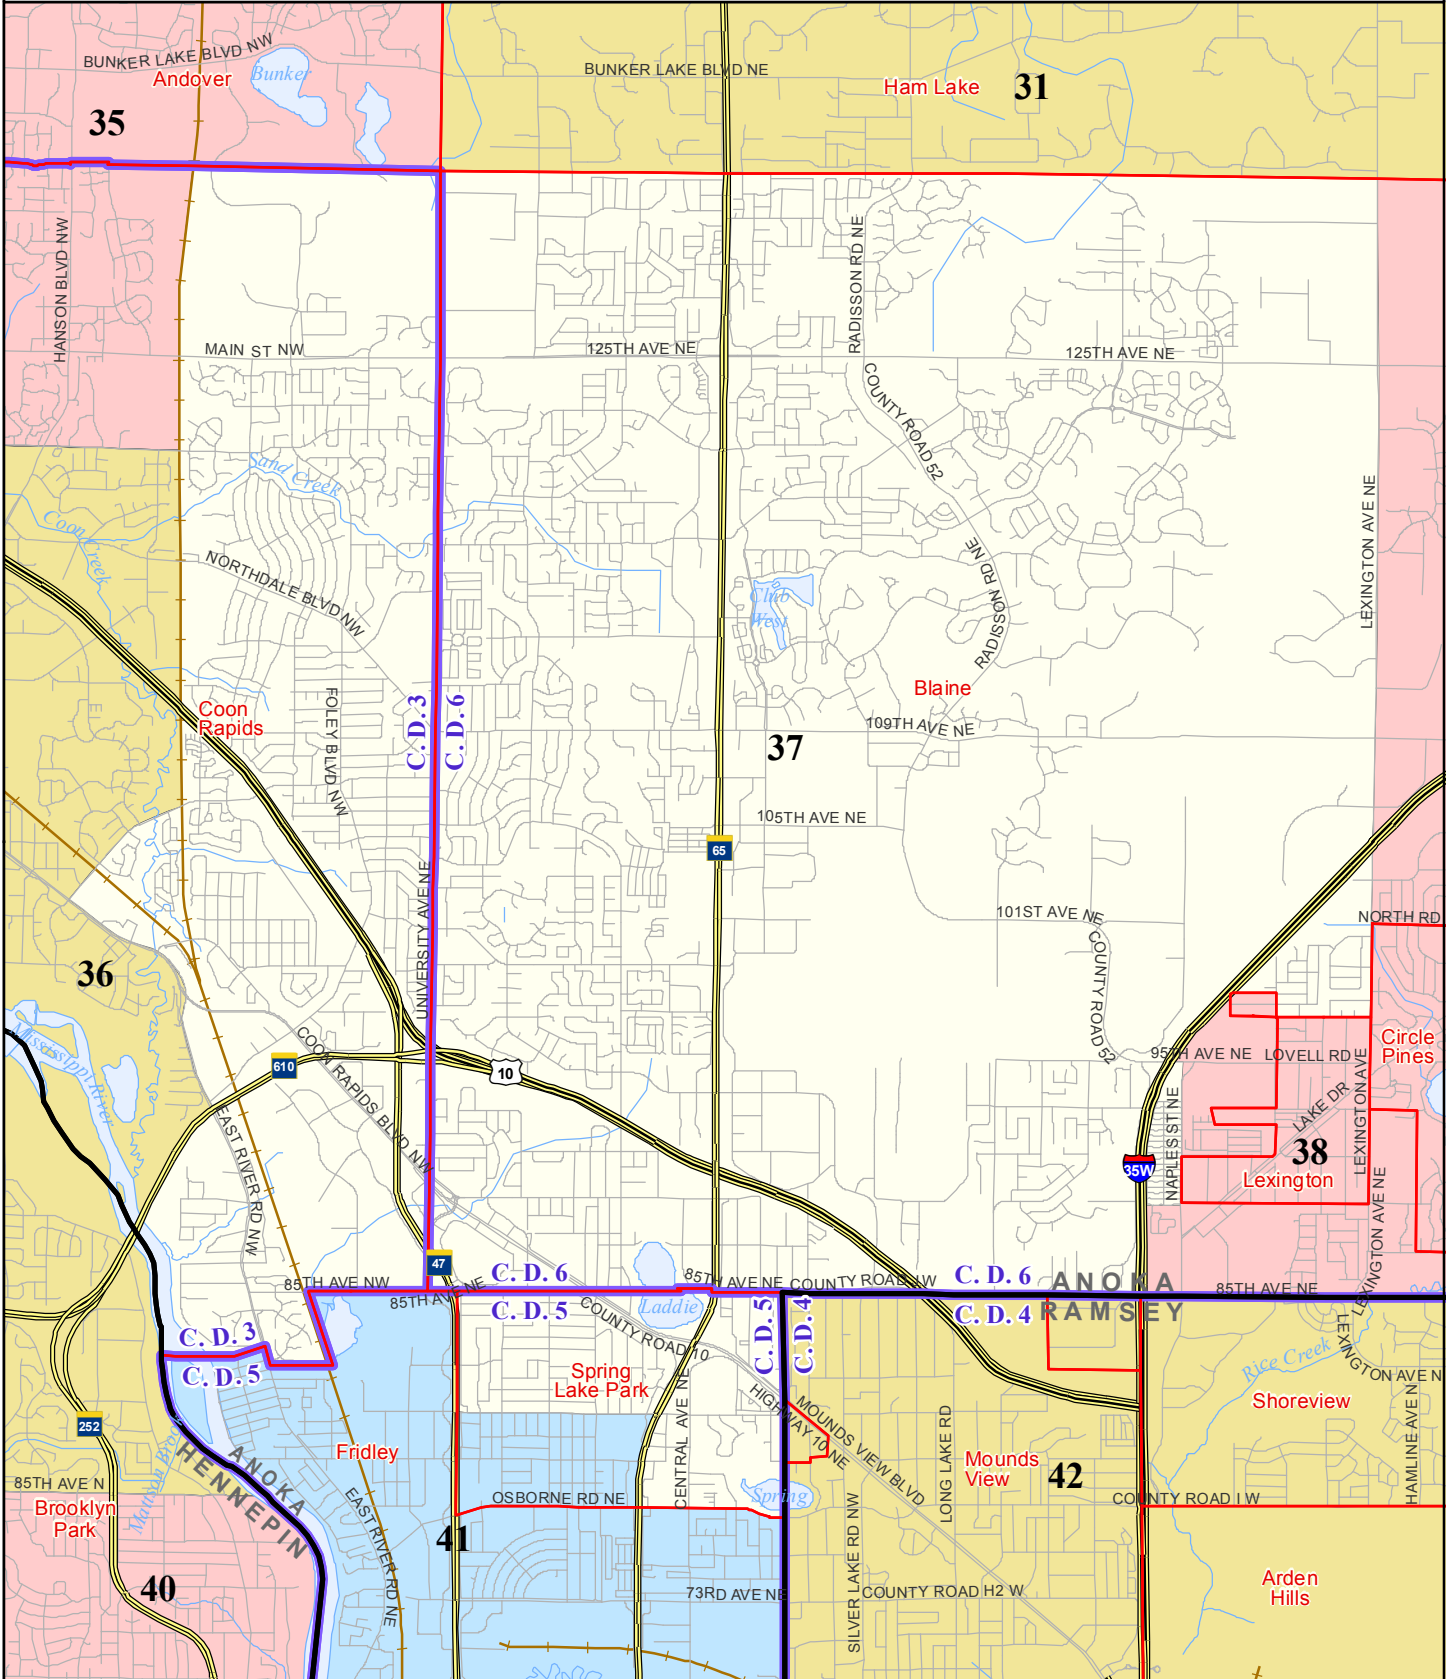 BUNKER LAKE BLVD NW
Andover
Bunker
35
BUNKER LAKE BLVD NE
Ham Lake
31
HANSON BLVD NW
MAIN ST NW
125TH AVE NE
RADISSON RD NE
125TH AVE NE
COUNTY ROAD 52
Sand Creek
Coon Creek
NORTHDALE BLVD NW
LEXINGTON AVE NE
RADISSON RD NE
Club
West
Coon
Rapids
FOLEY BLVD NW
C. D. 3
C. D. 6
Blaine
109TH AVE NE
37
105TH AVE NE
65
UNIVERSITY AVE NE
101ST AVE NE
COUNTY ROAD 52
NORTH RD
36
Mississippi River
610
COON RAPIDS BLVD NW
10
95TH AVE NE
LOVELL RD
Circle
Pines
LEXINGTON AVE
LAKE DR
NAPLES ST NE
38
Lexington
35W
EAST RIVER RD NW
LEXINGTON AVE NE
47
85TH AVE NW
85TH AVE NE
C. D. 6
C. D. 5
85TH AVE NE
COUNTY ROAD J W
C. D. 6
C. D. 4
ANOKA
RAMSEY
85TH AVE NE
Laddie
COUNTY ROAD 10
C. D. 5
C. D. 4
C. D. 3
C. D. 5
Spring
Lake Park
LEXINGTON AVE N
Rice Creek
Shoreview
HAMLINE AVE N
252
85TH AVE N
Brooklyn
Park
Mattson Brook
ANOKA
HENNEPIN
Fridley
EAST RIVER RD NE
CENTRAL AVE NE
HIGHWAY 10 NE
MOUNDS VIEW BLVD
LONG LAKE RD
Mounds
View
42
COUNTY ROAD I W
OSBORNE RD NE
Spring
41
40
73RD AVE NE
SILVER LAKE RD NW
COUNTY ROAD H2 W
Arden
Hills